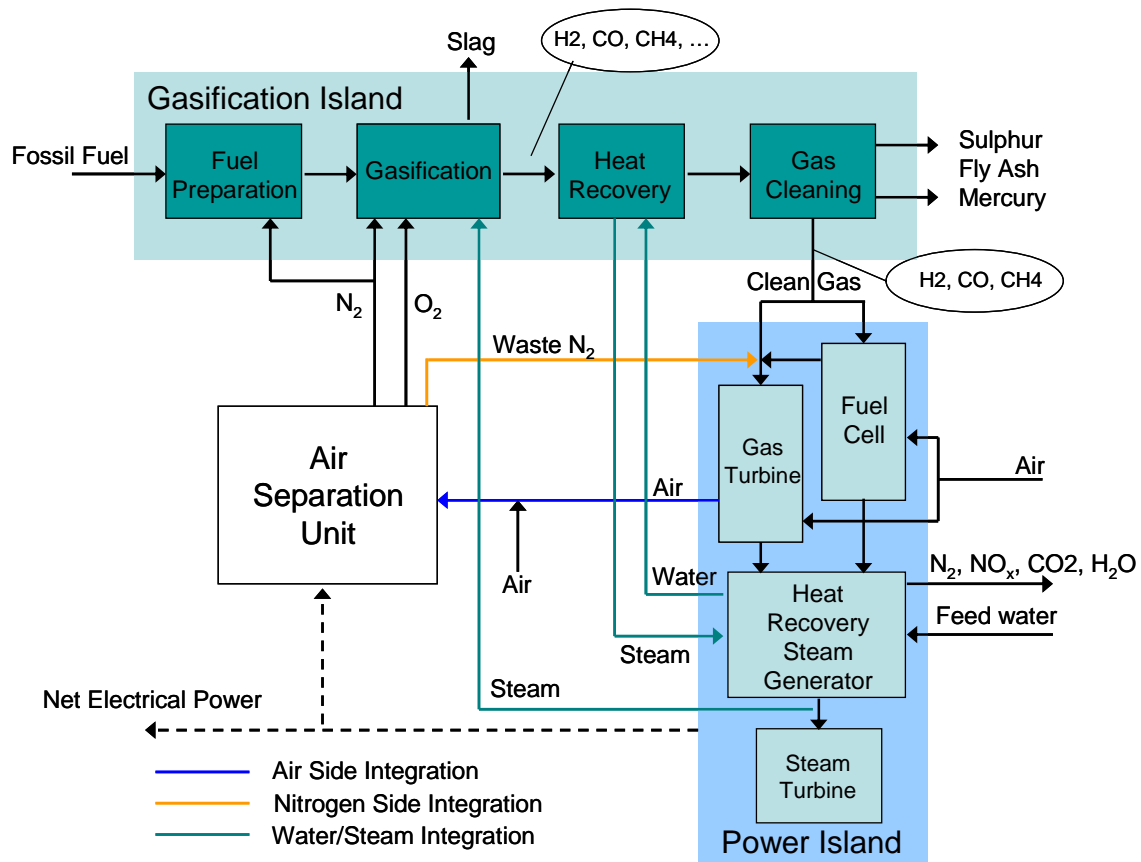 Slag
H2, CO, CH4, …
Gasification Island
Fossil Fuel
Fuel
Preparation
Gasification
Heat
Recovery
Gas
Cleaning
Sulphur
Fly Ash
Mercury
N₂
O₂
Clean Gas
H2, CO, CH4
Waste N₂
Air
Separation
Unit
Gas
Turbine
Fuel
Cell
Air
Air
Air
Water
Steam
Steam
Heat
Recovery
Steam
Generator
N₂, NOₓ, CO2, H₂O
Feed water
Net Electrical Power
Steam
Turbine
Power Island
Air Side Integration
Nitrogen Side Integration
Water/Steam Integration